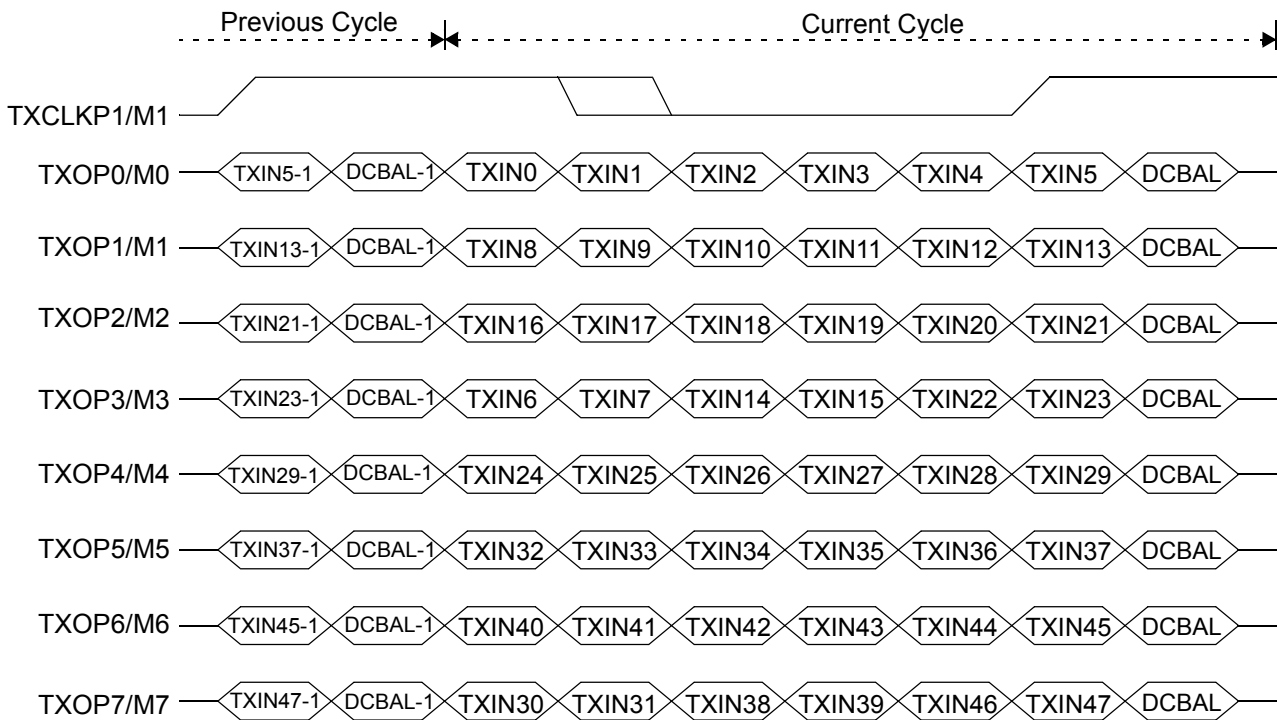 Previous Cycle Current Cycle
TXCLKP1/M1
TXOP0/M0 TXIN5-1 DCBAL-1 TXIN0 TXIN1 TXIN2 TXIN3 TXIN4 TXIN5 DCBAL
TXOP1/M1 TXIN13-1 DCBAL-1 TXIN8 TXIN9 TXIN10 TXIN11 TXIN12 TXIN13 DCBAL
TXOP2/M2 TXIN21-1 DCBAL-1 TXIN16 TXIN17 TXIN18 TXIN19 TXIN20 TXIN21 DCBAL
TXOP3/M3 TXIN23-1 DCBAL-1 TXIN6 TXIN7 TXIN14 TXIN15 TXIN22 TXIN23 DCBAL
TXOP4/M4 TXIN29-1 DCBAL-1 TXIN24 TXIN25 TXIN26 TXIN27 TXIN28 TXIN29 DCBAL
TXOP5/M5 TXIN37-1 DCBAL-1 TXIN32 TXIN33 TXIN34 TXIN35 TXIN36 TXIN37 DCBAL
TXOP6/M6 TXIN45-1 DCBAL-1 TXIN40 TXIN41 TXIN42 TXIN43 TXIN44 TXIN45 DCBAL
TXOP7/M7 TXIN47-1 DCBAL-1 TXIN30 TXIN31 TXIN38 TXIN39 TXIN46 TXIN47 DCBAL